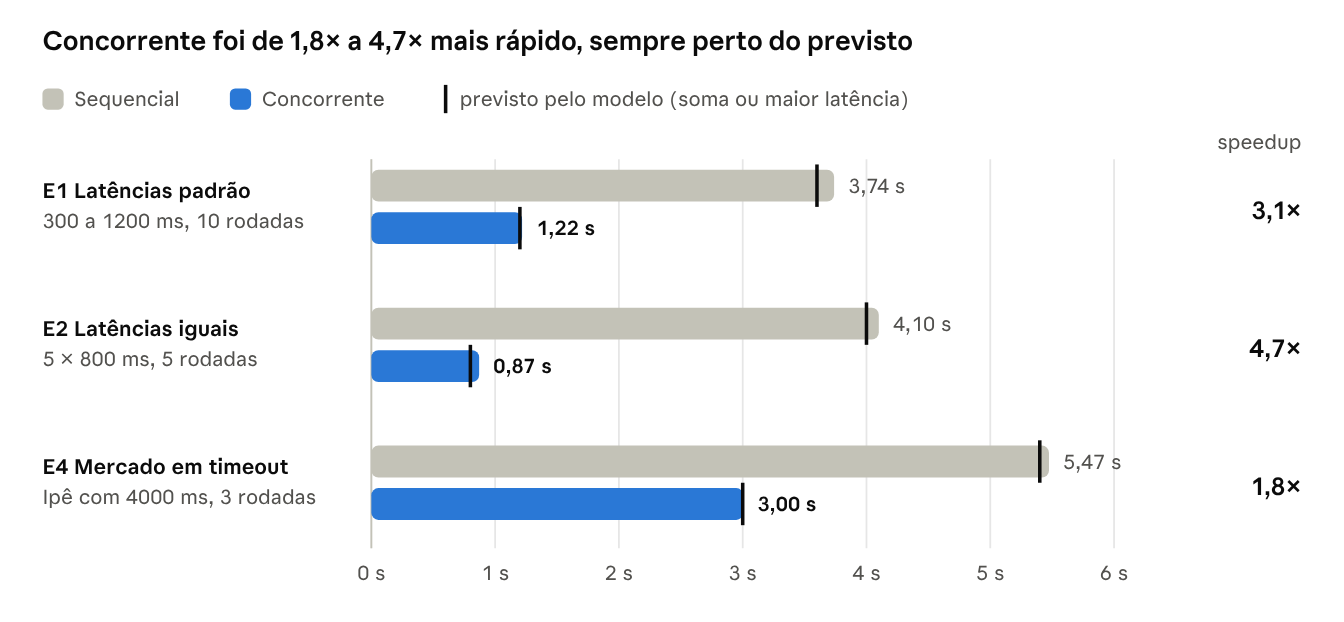 Concorrente foi de 1,8× a 4,7× mais rápido, sempre perto do previsto
Sequencial Concorrente previsto pelo modelo (soma ou maior latência)
speedup
E1 Latências padrão
300 a 1200 ms, 10 rodadas
3,74 s
1,22 s
3,1×
E2 Latências iguais
5 × 800 ms, 5 rodadas
4,10 s
0,87 s
4,7×
E4 Mercado em timeout
Ipê com 4000 ms, 3 rodadas
5,47 s
3,00 s
1,8×
0 s 1 s 2 s 3 s 4 s 5 s 6 s